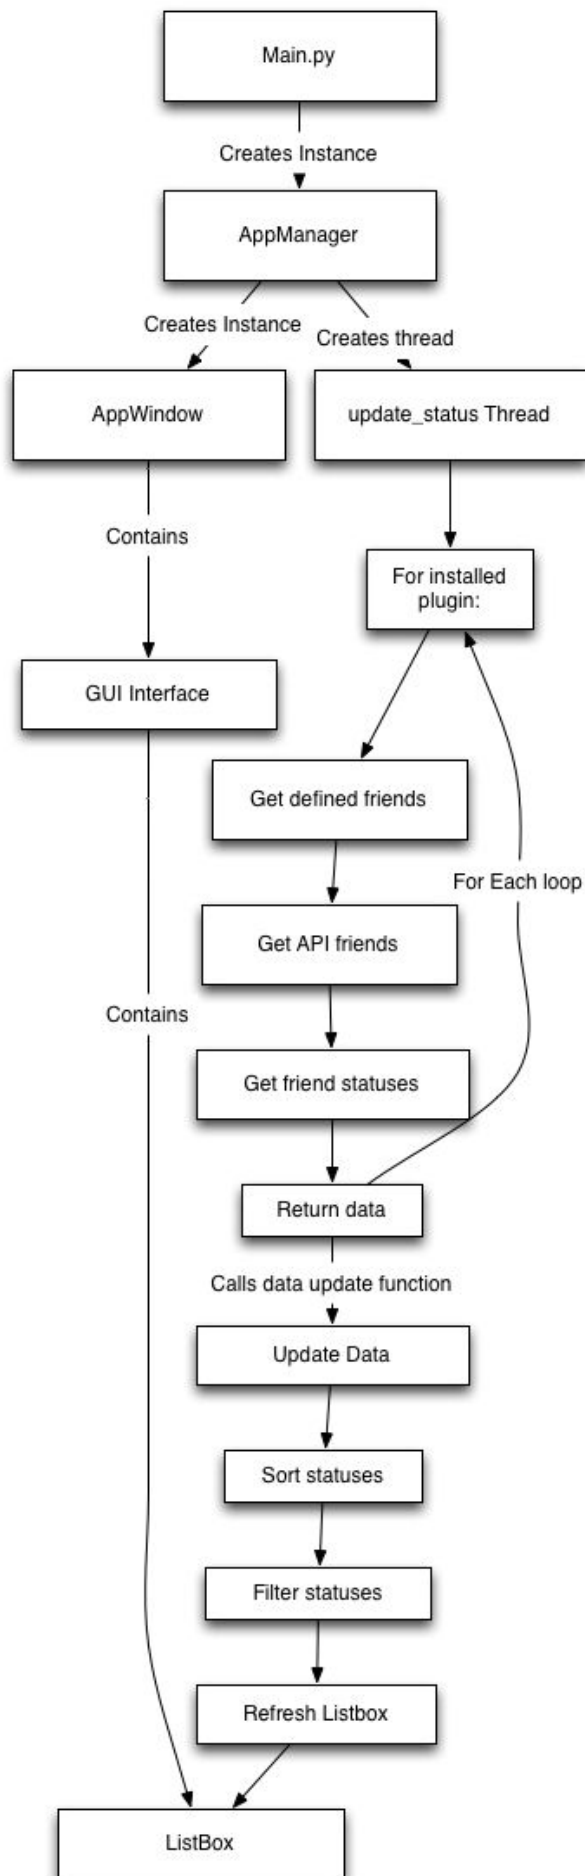 Main.py
Creates Instance
AppManager
Creates Instance
Creates thread
AppWindow
update_status Thread
Contains
For installed
plugin:
GUI Interface
Get defined friends
For Each loop
Get API friends
Contains
Get friend statuses
Return data
Calls data update function
Update Data
Sort statuses
Filter statuses
Refresh Listbox
ListBox